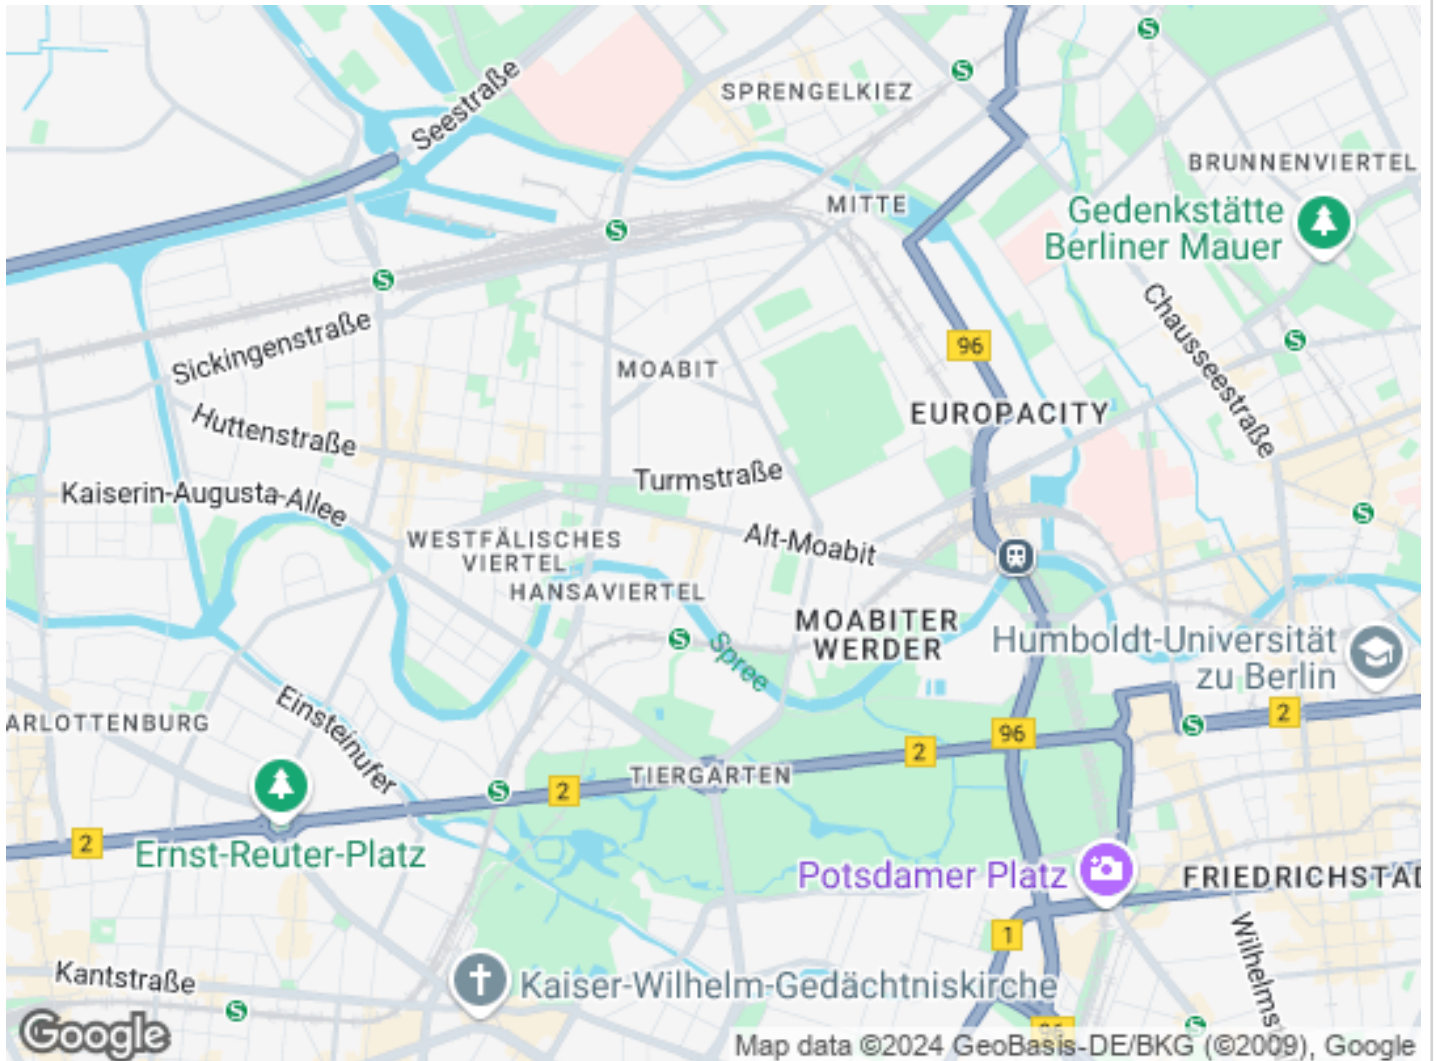 Seestraße
SPRENGELKIEZ
BRUNNENVIERTEL
MITTE
Gedenkstätte
Berliner Mauer
Sickingenstraße
Chausseestraße
96
MOABIT
EUROPACITY
Huttenstraße
Turmstraße
Kaiserin-Augusta-Allee
WESTFÄLISCHES
VIERTEL
Alt-Moabit
HANSAVIERTEL
MOABITER
WERDER
Spree
Humboldt-Universität
zu Berlin
ARLOTTENBURG
Einsteinufer
2
96
2
TIERGARTEN
2
2
Ernst-Reuter-Platz
Potsdamer Platz
FRIEDRICHSTAD
1
Wilhelms
Kantstraße
Kaiser-Wilhelm-Gedächtniskirche
96
Google
Map data ©2024 GeoBasis-DE/BKG (©2009), Google
S
S
S
S
S
S
S
S
S
S
S